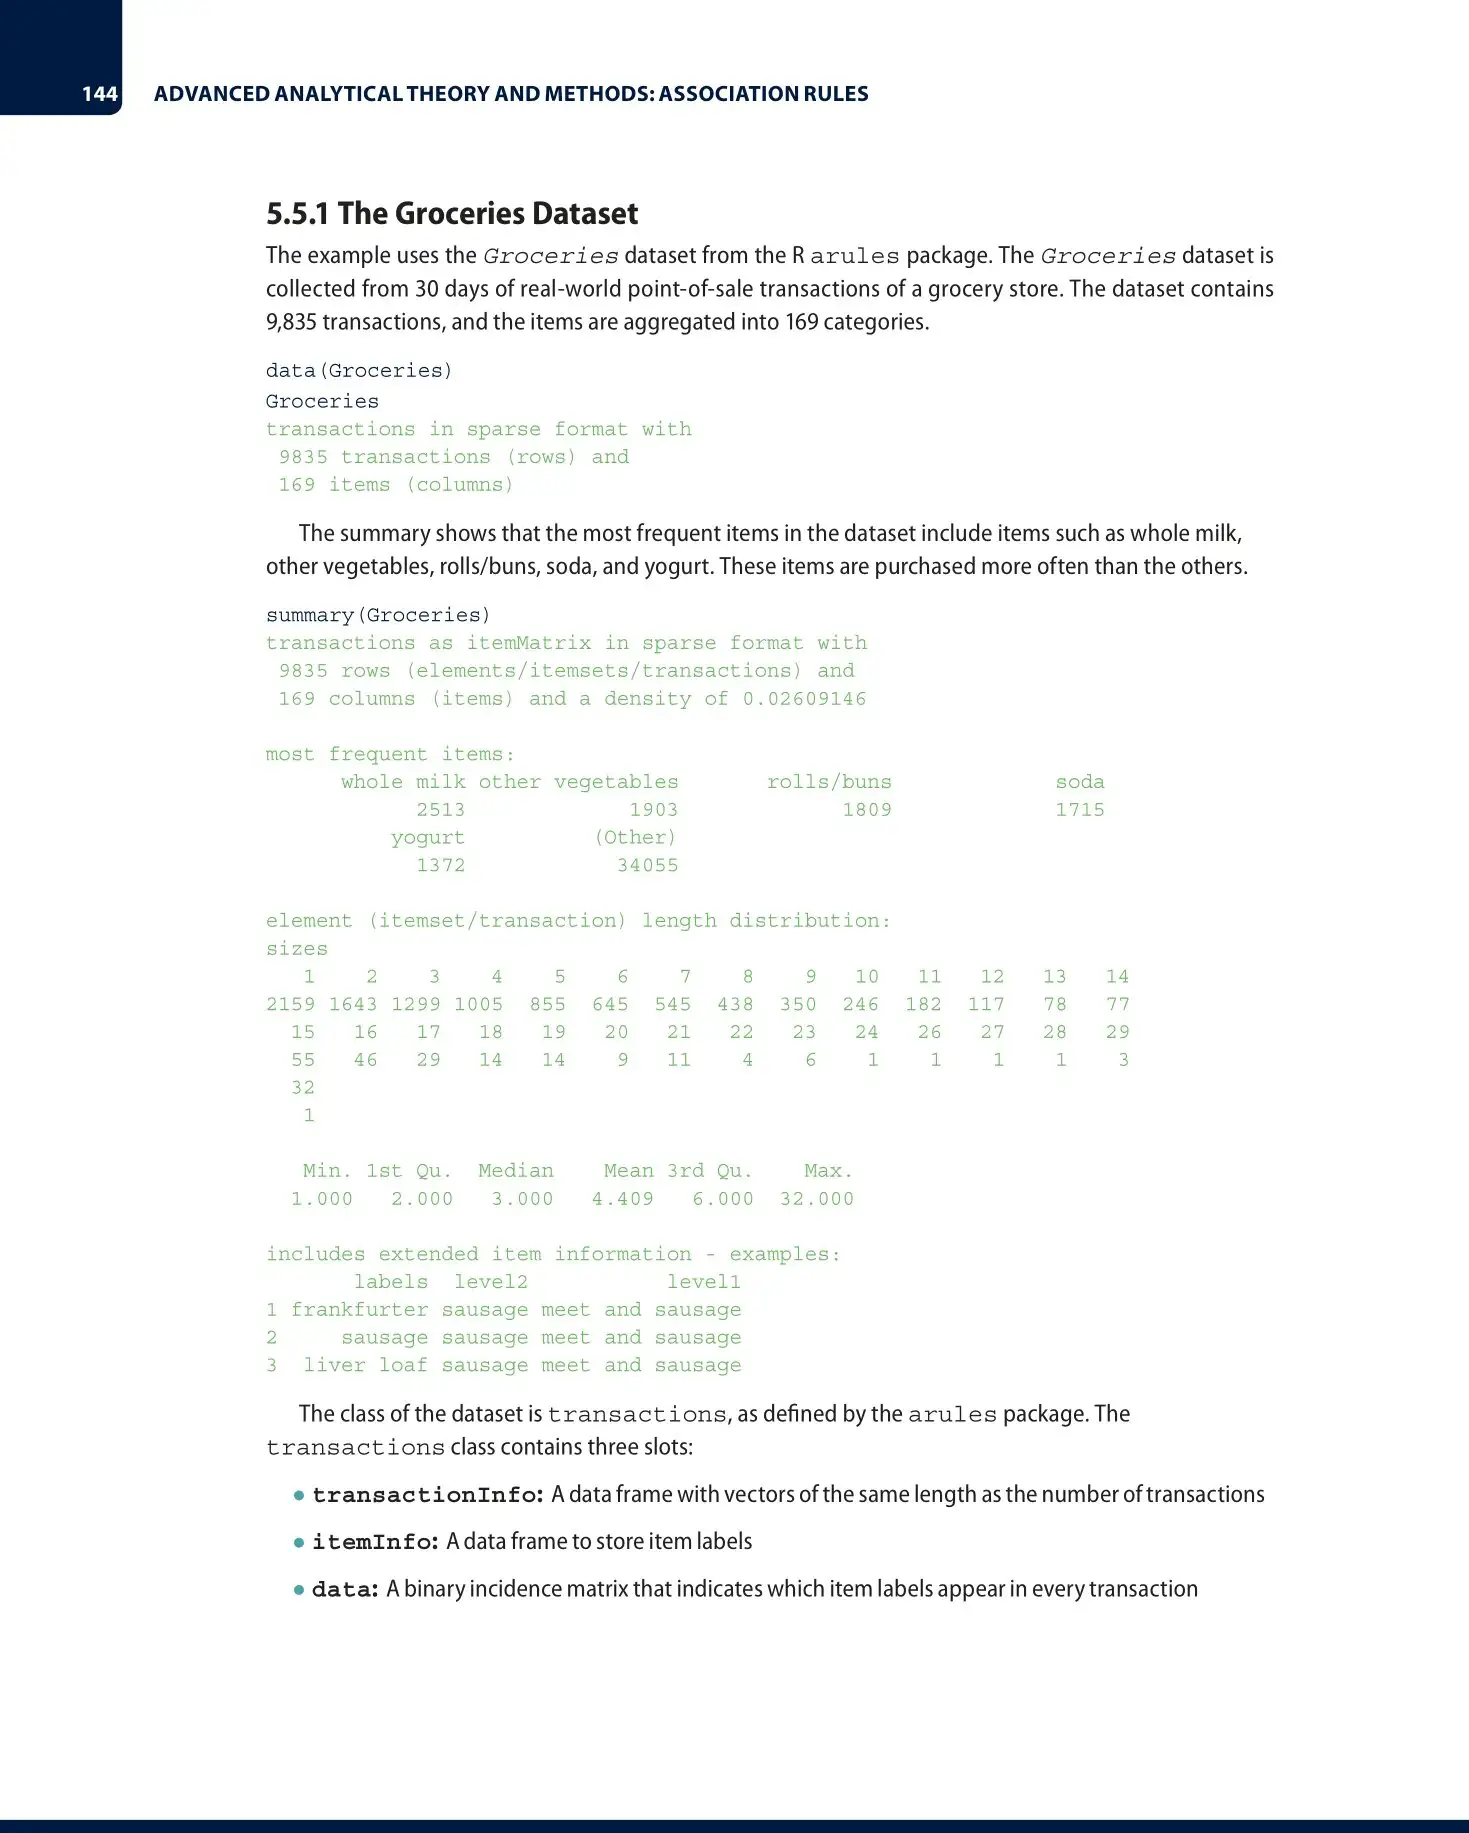 144 ADVANCED ANALYTICAL THEORY AND METHODS: ASSOCIATION RULES
5.5.1 The Groceries Dataset
The example uses the Groceries dataset from the R arules package. The Groceries dataset is
collected from 30 days of real-world point-of-sale transactions of a grocery store. The dataset contains
9,835 transactions, and the items are aggregated into 169 categories.
data(Groceries)
Groceries
transactions in sparse format with
 9835 transactions (rows) and
 169 items (columns)
The summary shows that the most frequent items in the dataset include items such as whole milk,
other vegetables, rolls/buns, soda, and yogurt. These items are purchased more often than the others.
summary(Groceries)
transactions as itemMatrix in sparse format with
 9835 rows (elements/itemsets/transactions) and
 169 columns (items) and a density of 0.02609146
most frequent items:
      whole milk other vegetables       rolls/buns             soda
            2513             1903             1809             1715
          yogurt          (Other)
            1372            34055
element (itemset/transaction) length distribution:
sizes
   1    2    3    4    5    6    7    8    9   10   11   12   13   14
2159 1643 1299 1005  855  645  545  438  350  246  182  117   78   77
  15   16   17   18   19   20   21   22   23   24   26   27   28   29
  55   46   29   14   14    9   11    4    6    1    1    1    1    3
  32
   1
   Min. 1st Qu.  Median    Mean 3rd Qu.    Max.
  1.000   2.000   3.000   4.409   6.000  32.000
includes extended item information - examples:
       labels  level2           level1
1 frankfurter sausage meet and sausage
2     sausage sausage meet and sausage
3  liver loaf sausage meet and sausage
The class of the dataset is transactions, as defined by the arules package. The
transactions class contains three slots:
● transactionInfo: A data frame with vectors of the same length as the number of transactions
● itemInfo: A data frame to store item labels
● data: A binary incidence matrix that indicates which item labels appear in every transaction